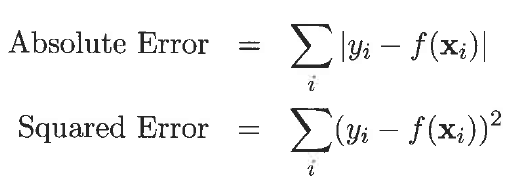 Absolute Error = ∑_i |y_i − f(𝐱_i)|
Squared Error = ∑_i (y_i − f(𝐱_i))²